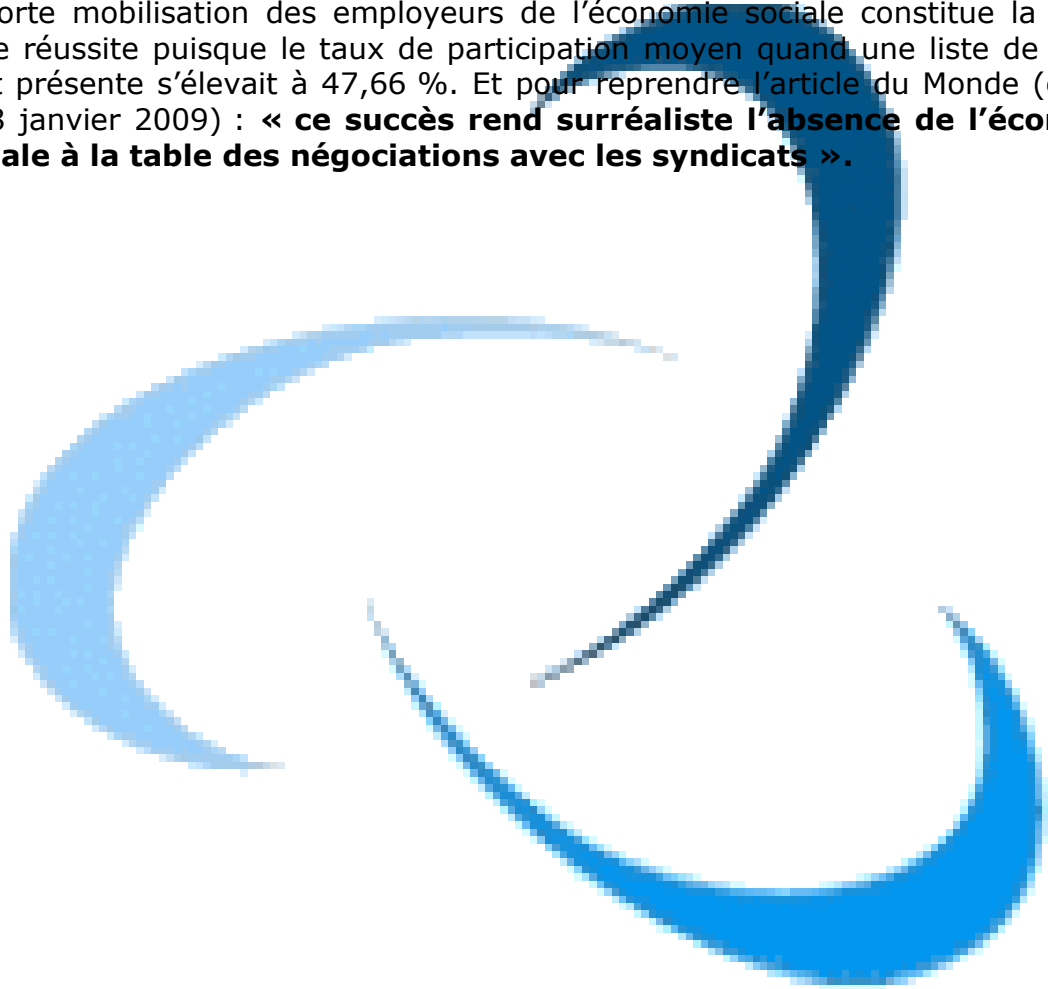 orte mobilisation des employeurs de l’économie sociale constitue la
e réussite puisque le taux de participation moyen quand une liste de
t présente s’élevait à 47,66 %. Et pour reprendre l’article du Monde (
3 janvier 2009) : « ce succès rend surréaliste l’absence de l’écon
ale à la table des négociations avec les syndicats ».